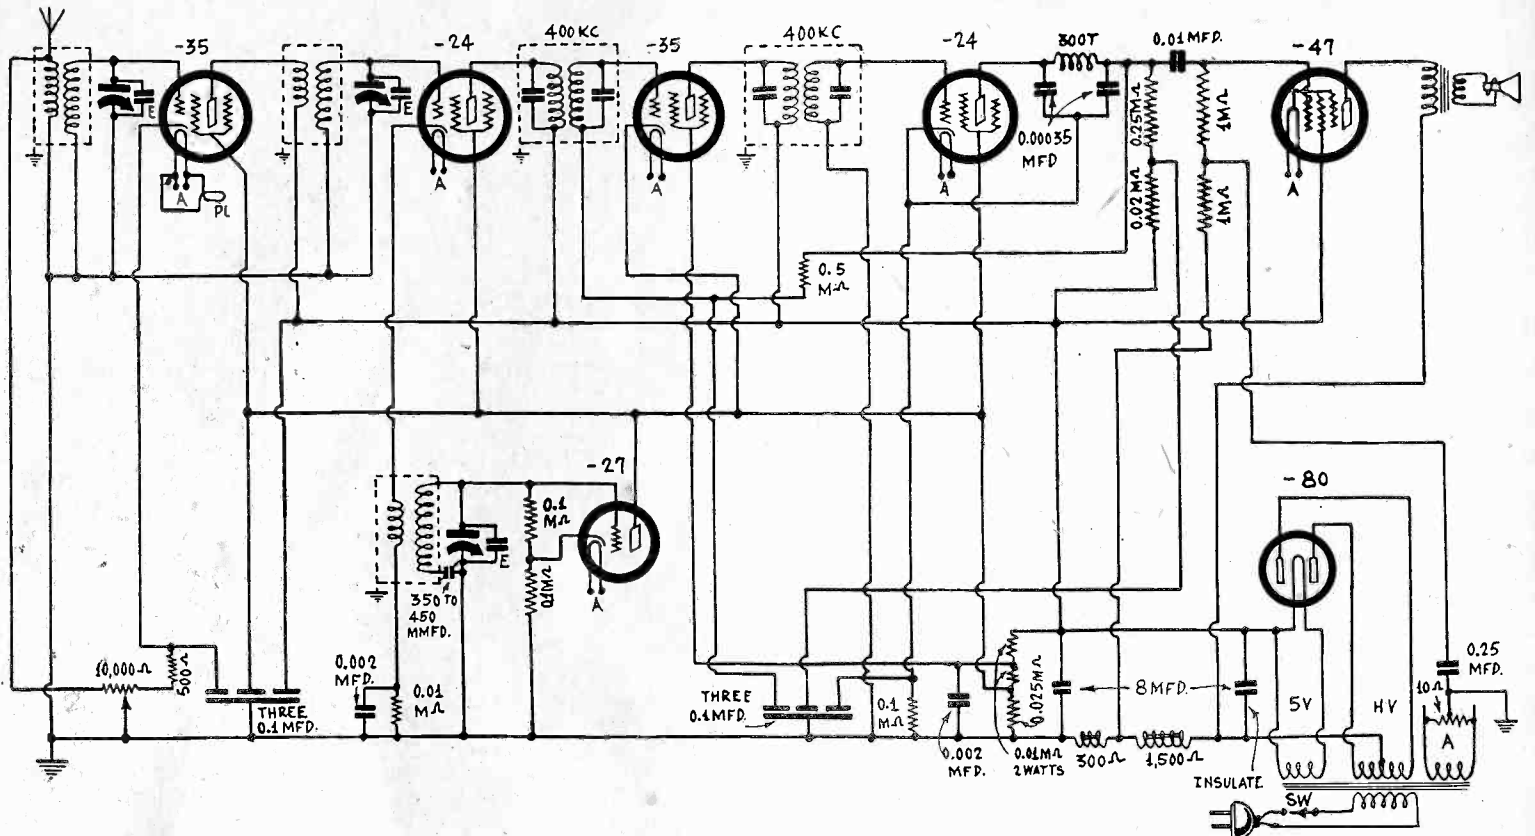 -35
-24
400KC
-35
400KC
-24
300T
0.01MFD.
-47
E
E
A
PL
A
A
A
A
0.00035
MFD
0.25MΩ
0.02MΩ
1MΩ
1MΩ
0.5
MΩ
-27
0.1
MΩ
0.1MΩ
E
A
350 TO
450
MMFD.
-80
10,000Ω
500Ω
THREE
0.1MFD.
0.002
MFD.
0.01
MΩ
THREE
0.1MFD.
0.1
MΩ
0.002
MFD.
0.025MΩ
0.01MΩ
2WATTS
8MFD.
300Ω
1,500Ω
INSULATE
5V
HV
10Ω
A
0.25
MFD.
SW